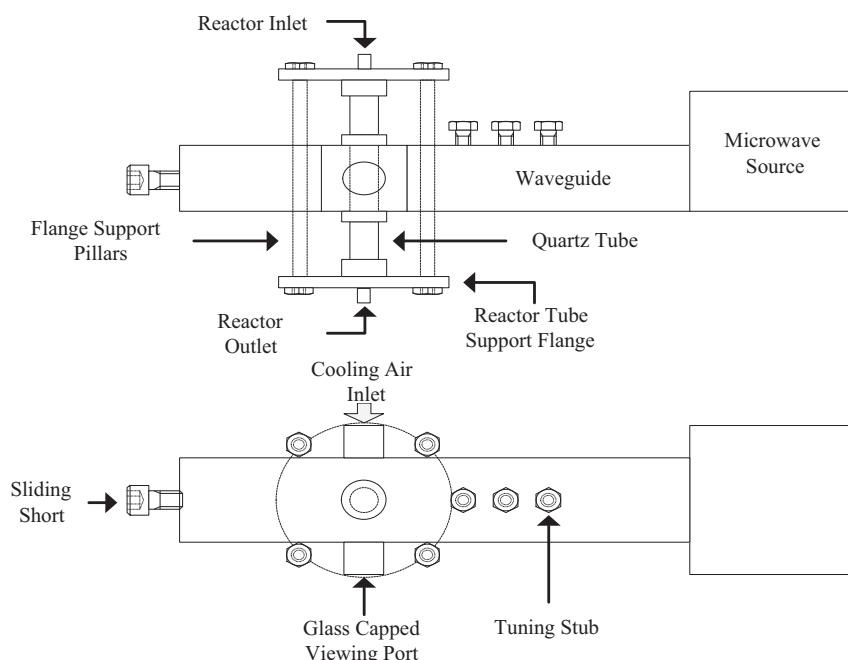 Reactor Inlet
Microwave
Source
Waveguide
Flange Support
Pillars
Quartz Tube
Reactor
Outlet
Reactor Tube
Support Flange
Cooling Air
Inlet
Sliding
Short
Glass Capped
Viewing Port
Tuning Stub